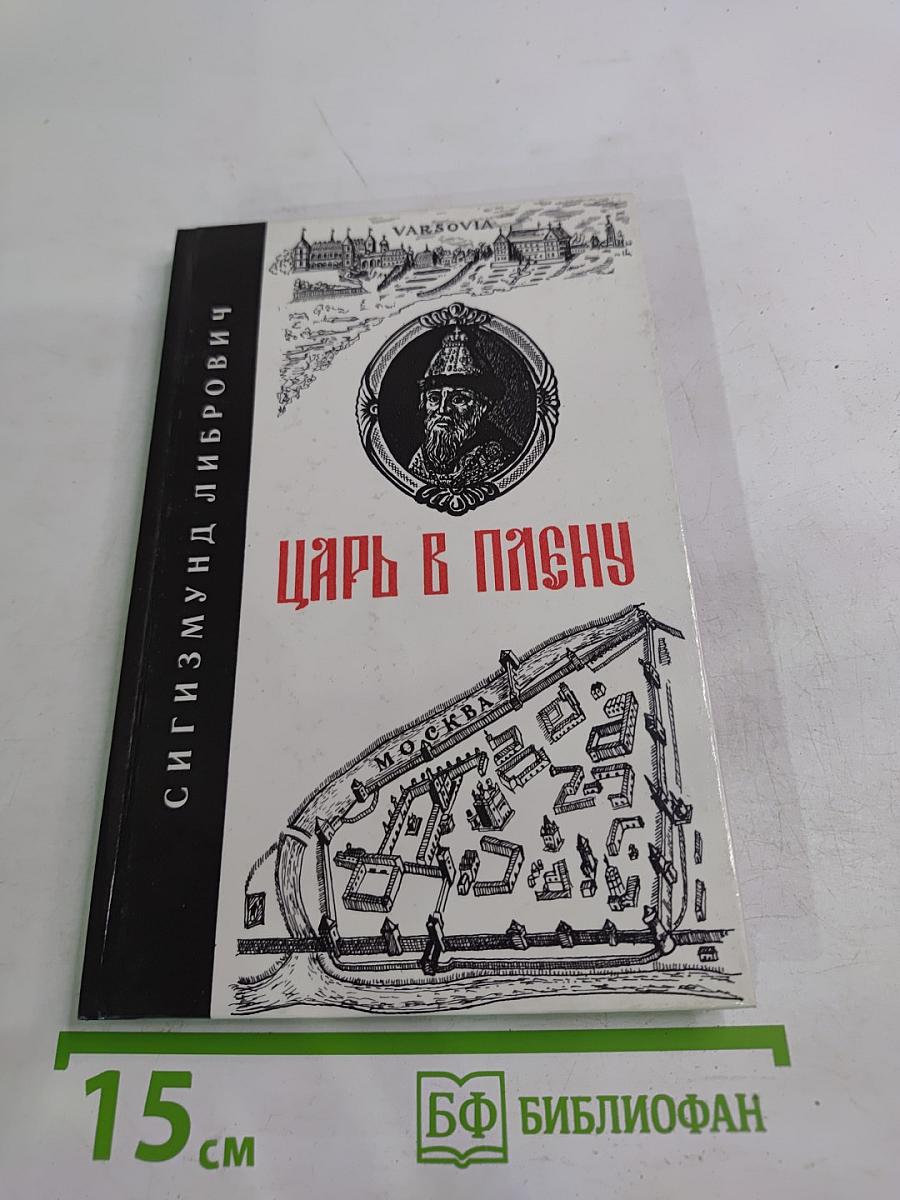 VARSOVIA
СИГИЗМУНД ЛИБРОВИЧ
ЦАРЬ В ПЛЕНУ
МОСКВА
15 см
БФ БИБЛИОФАН